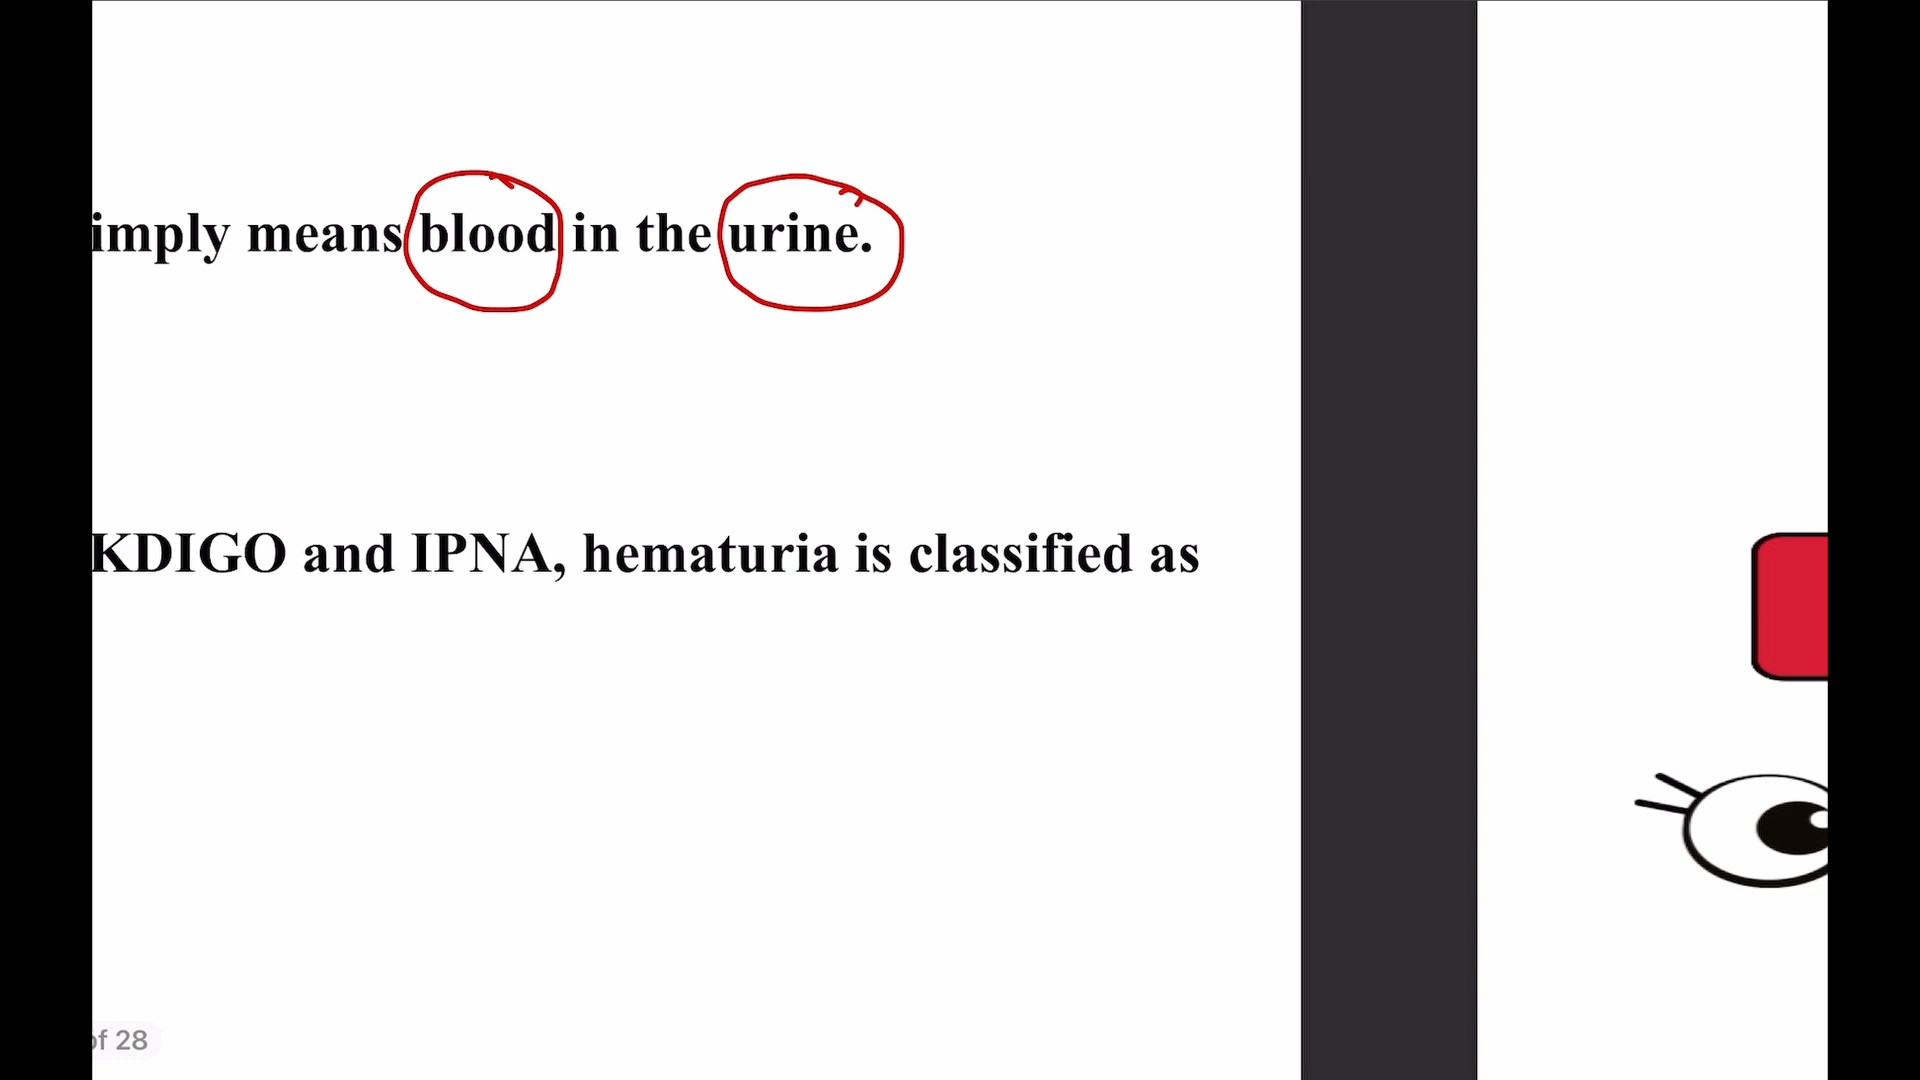 imply means blood in the urine.
KDIGO and IPNA, hematuria is classified as
of 28